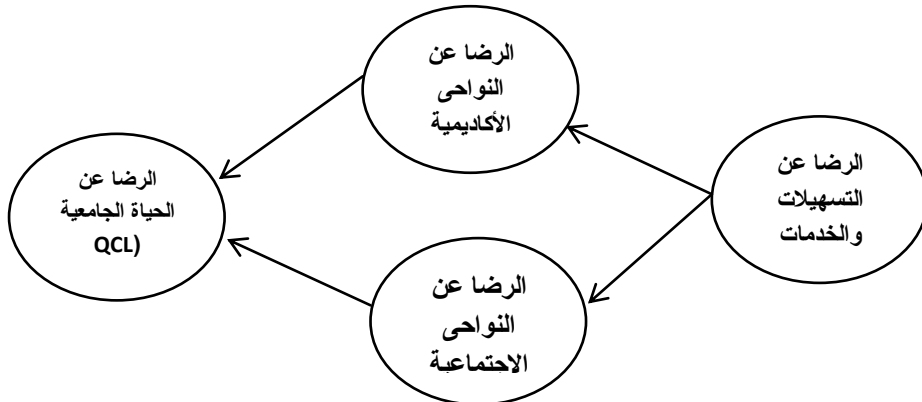 الرضا عن
النواحى
الأكاديمية
الرضا عن
التسهيلات
والخدمات
الرضا عن
الحياة الجامعية
QCL)
الرضا عن
النواحى
الاجتماعية